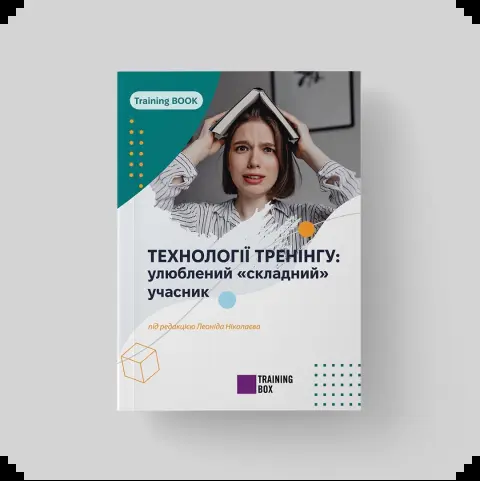 Training BOOK
ТЕХНОЛОГІЇ ТРЕНІНГУ:
улюблений «складний»
учасник
під редакцією Леоніда Ніколаєва
TRAINING
BOX